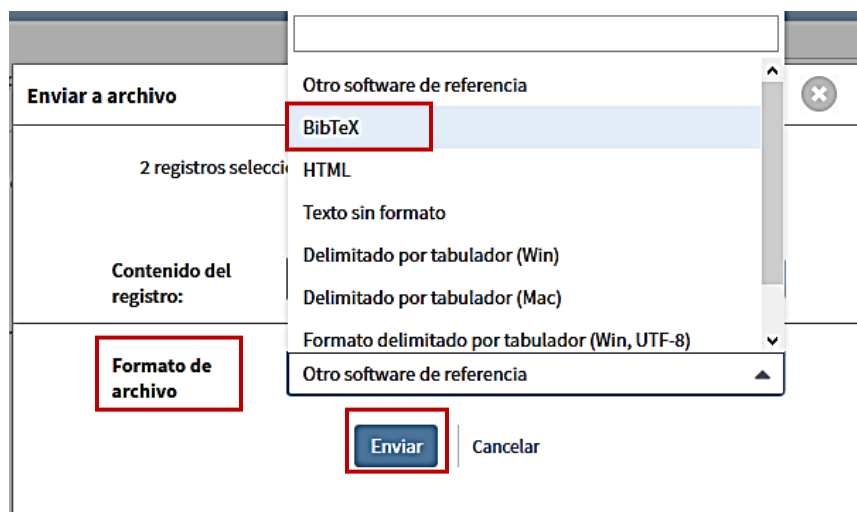 Otro software de referencia
Enviar a archivo
BibTeX
2 registros
HTML
Texto sin formato
Delimitado por tabulador (Win)
Contenido del
registro:
Delimitado por tabulador (Mac)
Formato delimitado por tabulador (Win, UTF-8)
Formato de
archivo
Otro software de referencia
Enviar
Cancelar